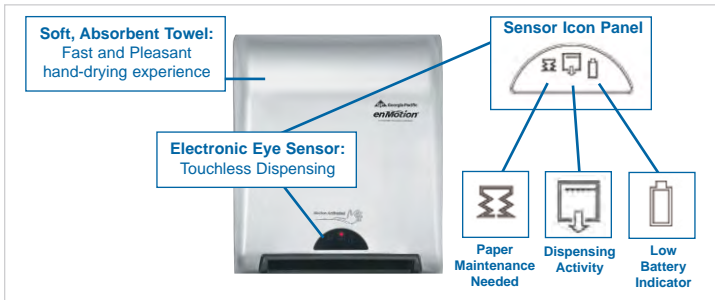 Soft, Absorbent Towel:
Fast and Pleasant
hand-drying experience
Sensor Icon Panel
Georgia-Pacific
enMotion
Electronic Eye Sensor:
Touchless Dispensing
Paper
Maintenance
Needed
Dispensing
Activity
Low
Battery
Indicator